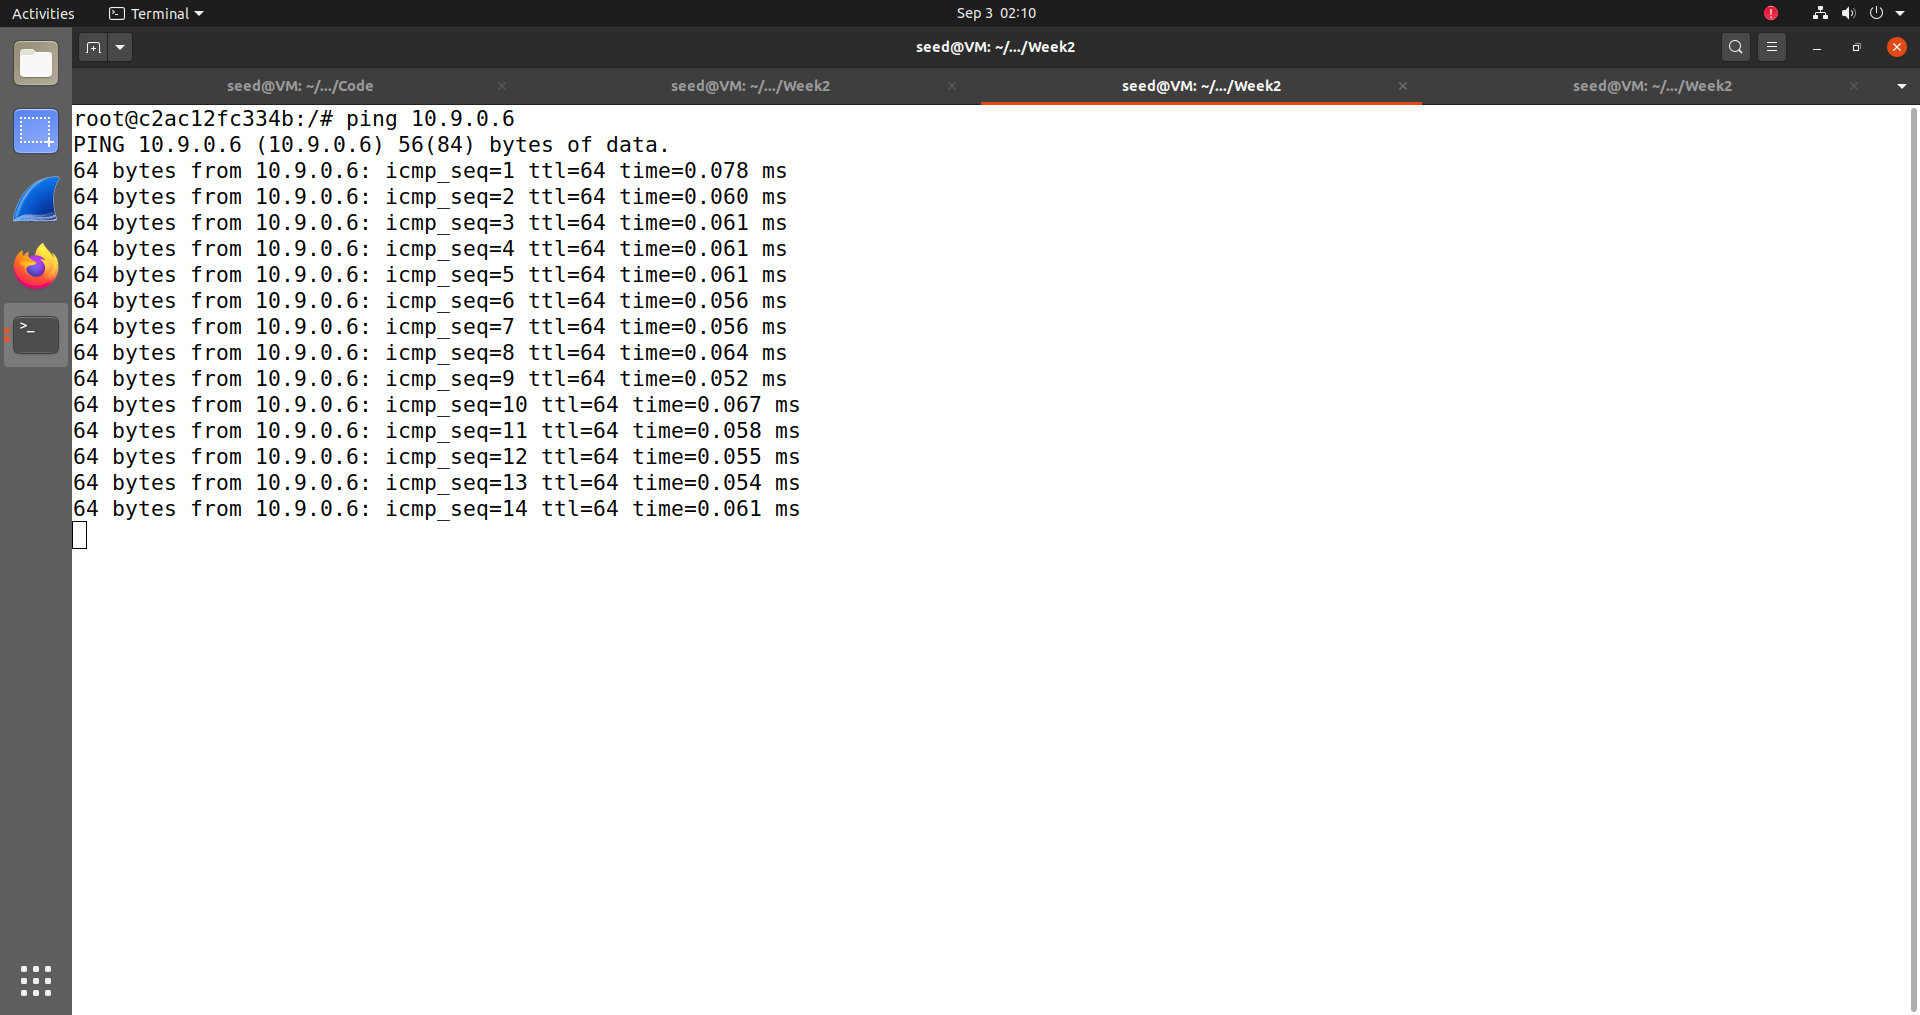 Activities
Terminal
Sep 3 02:10
seed@VM: ~/.../Week2
seed@VM: ~/.../Code
seed@VM: ~/.../Week2
seed@VM: ~/.../Week2
seed@VM: ~/.../Week2
root@c2ac12fc334b:/# ping 10.9.0.6
PING 10.9.0.6 (10.9.0.6) 56(84) bytes of data.
64 bytes from 10.9.0.6: icmp_seq=1 ttl=64 time=0.078 ms
64 bytes from 10.9.0.6: icmp_seq=2 ttl=64 time=0.060 ms
64 bytes from 10.9.0.6: icmp_seq=3 ttl=64 time=0.061 ms
64 bytes from 10.9.0.6: icmp_seq=4 ttl=64 time=0.061 ms
64 bytes from 10.9.0.6: icmp_seq=5 ttl=64 time=0.061 ms
64 bytes from 10.9.0.6: icmp_seq=6 ttl=64 time=0.056 ms
64 bytes from 10.9.0.6: icmp_seq=7 ttl=64 time=0.056 ms
64 bytes from 10.9.0.6: icmp_seq=8 ttl=64 time=0.064 ms
64 bytes from 10.9.0.6: icmp_seq=9 ttl=64 time=0.052 ms
64 bytes from 10.9.0.6: icmp_seq=10 ttl=64 time=0.067 ms
64 bytes from 10.9.0.6: icmp_seq=11 ttl=64 time=0.058 ms
64 bytes from 10.9.0.6: icmp_seq=12 ttl=64 time=0.055 ms
64 bytes from 10.9.0.6: icmp_seq=13 ttl=64 time=0.054 ms
64 bytes from 10.9.0.6: icmp_seq=14 ttl=64 time=0.061 ms